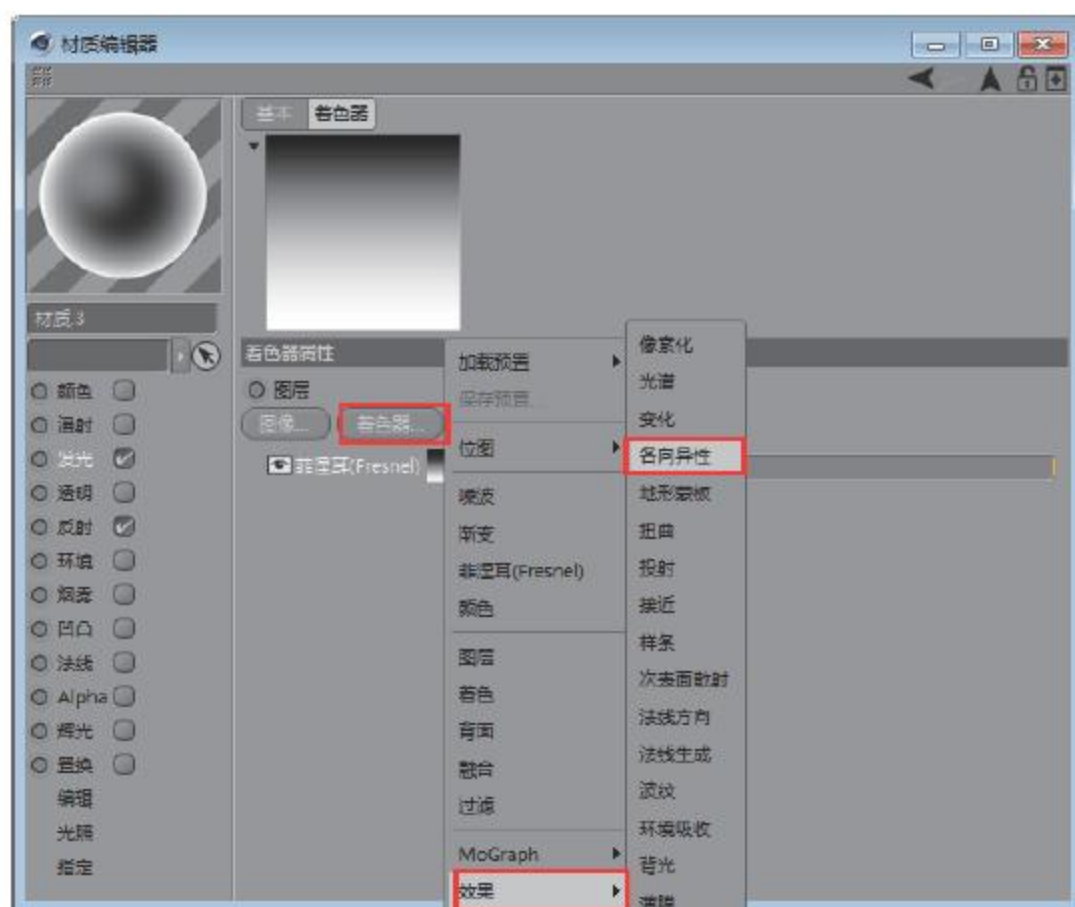 材质编辑器
基本 着色器
材质.3
着色器属性
颜色
漫射
发光
透明
反射
环境
烟雾
凹凸
法线
Alpha
辉光
置换
编辑
光照
指定
图层
图像... 着色器...
菲涅耳(Fresnel)
加载预置
保存预置...
位图
噪波
渐变
菲涅耳(Fresnel)
颜色
图层
着色
背面
融合
过滤
MoGraph
效果
像素化
光谱
变化
各向异性
地形蒙板
扭曲
投射
接近
样条
次表面散射
法线方向
法线生成
波纹
环境吸收
背光
薄膜